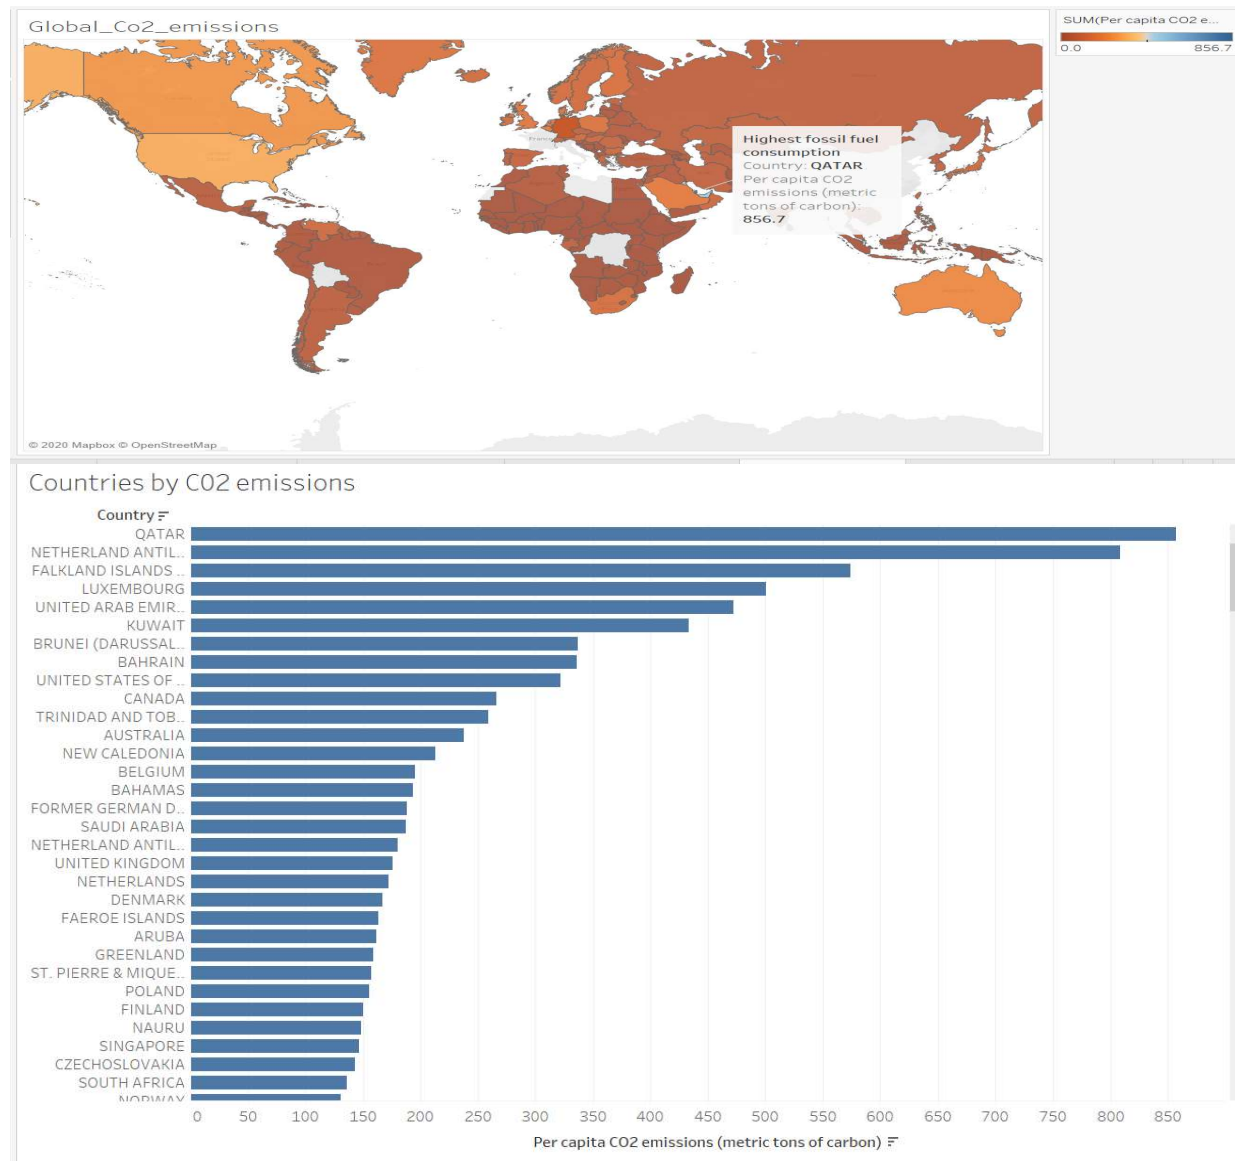 Global_Co2_emissions
SUM(Per capita CO2 e...
0.0 856.7
Highest fossil fuel
consumption
Country: QATAR
Per capita CO2
emissions (metric
tons of carbon):
856.7
© 2020 Mapbox © OpenStreetMap
Countries by C02 emissions
Country
QATAR
NETHERLAND ANTIL..
FALKLAND ISLANDS ..
LUXEMBOURG
UNITED ARAB EMIR..
KUWAIT
BRUNEI (DARUSSAL..
BAHRAIN
UNITED STATES OF ..
CANADA
TRINIDAD AND TOB..
AUSTRALIA
NEW CALEDONIA
BELGIUM
BAHAMAS
FORMER GERMAN D..
SAUDI ARABIA
NETHERLAND ANTIL..
UNITED KINGDOM
NETHERLANDS
DENMARK
FAEROE ISLANDS
ARUBA
GREENLAND
ST. PIERRE & MIQUE..
POLAND
FINLAND
NAURU
SINGAPORE
CZECHOSLOVAKIA
SOUTH AFRICA
NORWAY
0 50 100 150 200 250 300 350 400 450 500 550 600 650 700 750 800 850
Per capita CO2 emissions (metric tons of carbon)